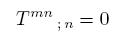 $T^{mn}{}_{;n} = 0$